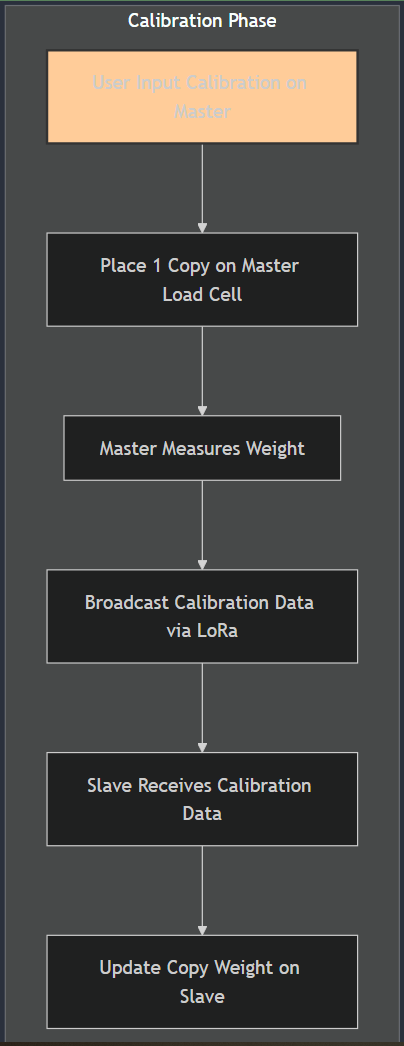 Calibration Phase
User Input Calibration on
Master
Place 1 Copy on Master
Load Cell
Master Measures Weight
Broadcast Calibration Data
via LoRa
Slave Receives Calibration
Data
Update Copy Weight on
Slave